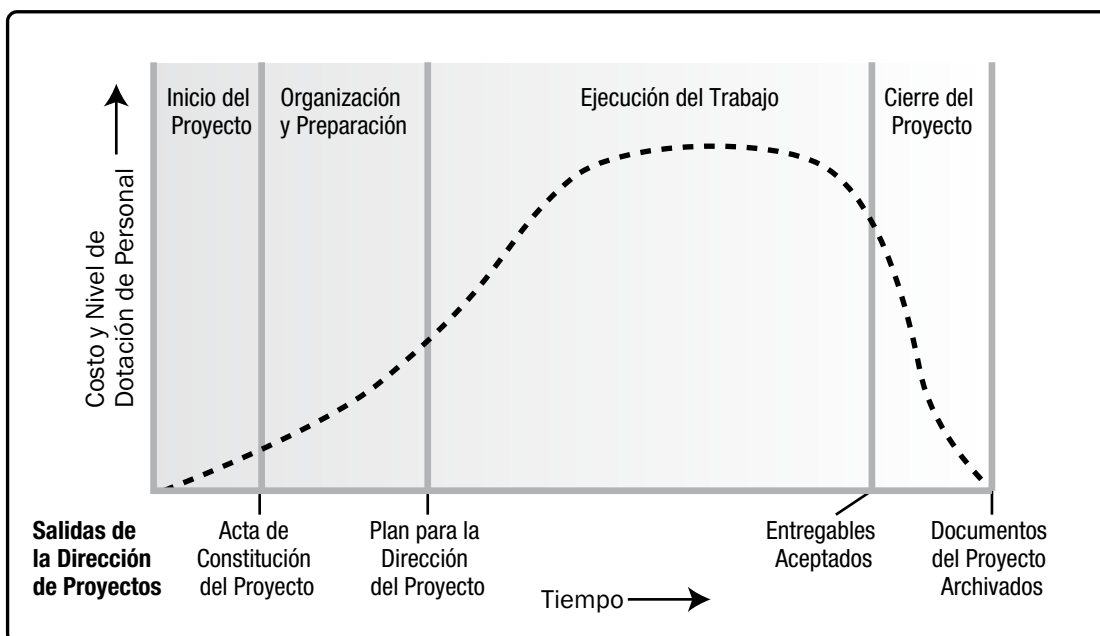 Inicio del
Proyecto
Organización
y Preparación
Ejecución del Trabajo
Cierre del
Proyecto
Costo y Nivel de
Dotación de Personal
Salidas de
la Dirección
de Proyectos
Acta de
Constitución
del Proyecto
Plan para la
Dirección
del Proyecto
Entregables
Aceptados
Documentos
del Proyecto
Archivados
Tiempo